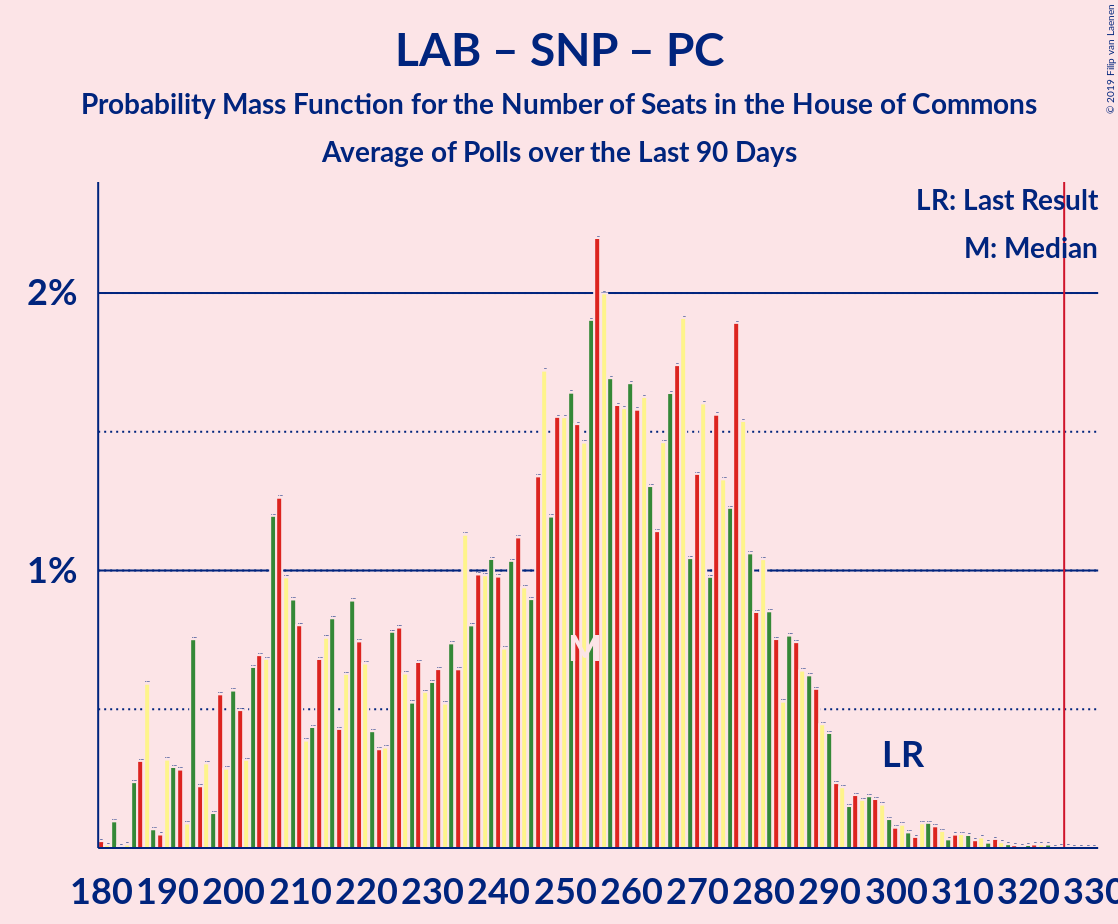 LAB – SNP – PC
Probability Mass Function for the Number of Seats in the House of Commons
Average of Polls over the Last 90 Days
© 2019 Filip van Laenen
LR: Last Result
M: Median
2%
1%
M
LR
180 190 200 210 220 230 240 250 260 270 280 290 300 310 320 330